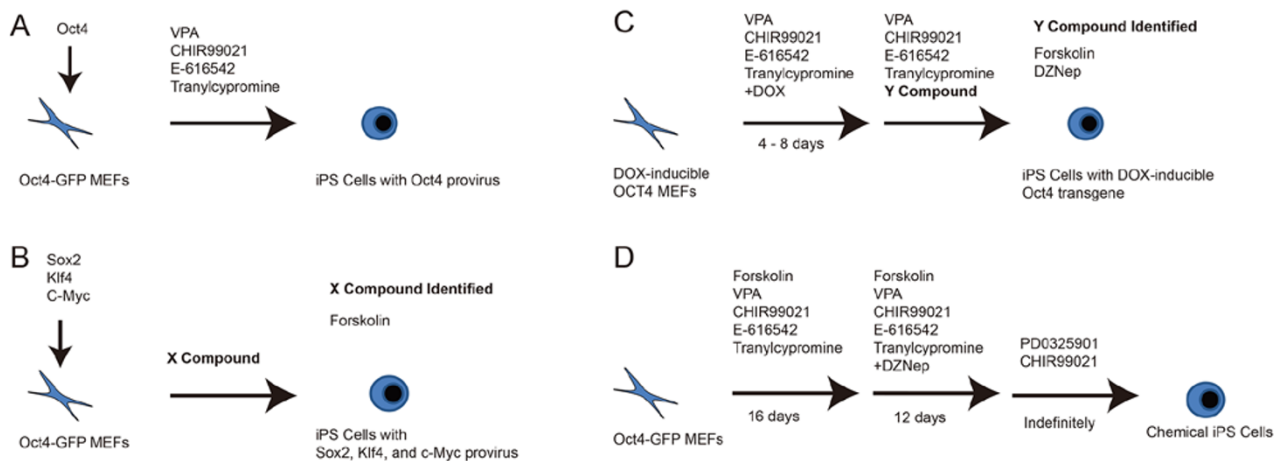 A
Oct4
VPA
CHIR99021
E-616542
Tranylcypromine
Oct4-GFP MEFs
iPS Cells with Oct4 provirus
B
Sox2
Klf4
C-Myc
X Compound
X Compound Identified
Forskolin
Oct4-GFP MEFs
iPS Cells with
Sox2, Klf4, and c-Myc provirus
C
VPA
CHIR99021
E-616542
Tranylcypromine
+DOX
4 - 8 days
VPA
CHIR99021
E-616542
Tranylcypromine
Y Compound
Y Compound Identified
Forskolin
DZNep
DOX-inducible
OCT4 MEFs
iPS Cells with DOX-inducible
Oct4 transgene
D
Forskolin
VPA
CHIR99021
E-616542
Tranylcypromine
16 days
Forskolin
VPA
CHIR99021
E-616542
Tranylcypromine
+DZNep
12 days
PD0325901
CHIR99021
Indefinitely
Oct4-GFP MEFs
Chemical iPS Cells